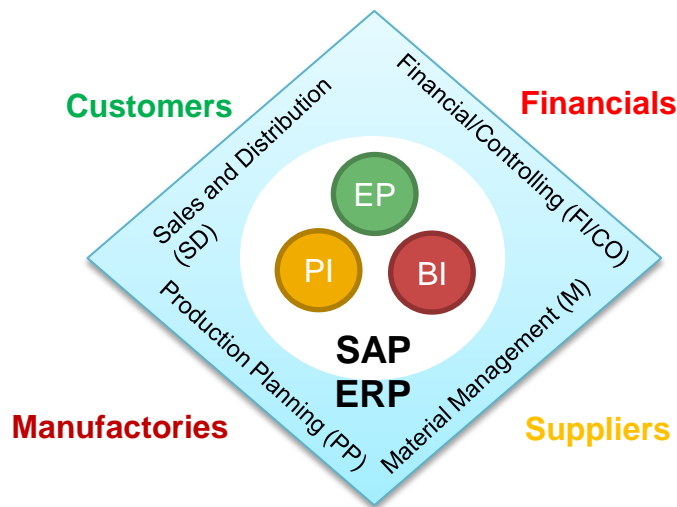 Customers
Financials
Sales and Distribution
(SD)
Financial/Controlling (FI/CO)
EP
PI
BI
SAP
ERP
Production Planning (PP)
Material Management (M)
Manufactories
Suppliers